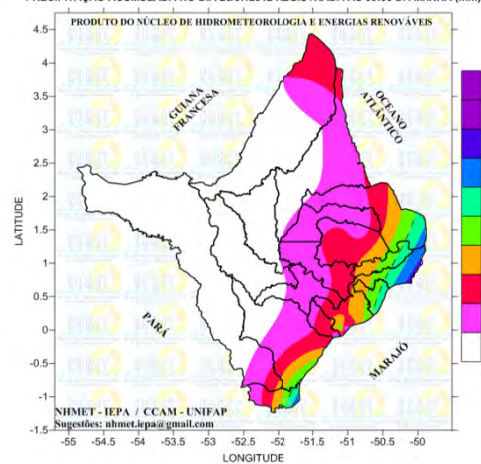 PRODUTO DO NÚCLEO DE HIDROMETEOROLOGIA E ENERGIAS RENOVÁVEIS
4.5
4
3.5
3
2.5
2
1.5
1
0.5
0
-0.5
-1
-1.5
LATITUDE
GUIANA
FRANCESA
OCEANO
ATLÂNTICO
PARÁ
MARAJÓ
NHMET - IEPA / CCAM - UNIFAP
Sugestões: nhmet.iepa@gmail.com
-55 -54.5 -54 -53.5 -53 -52.5 -52 -51.5 -51 -50.5 -50
LONGITUDE